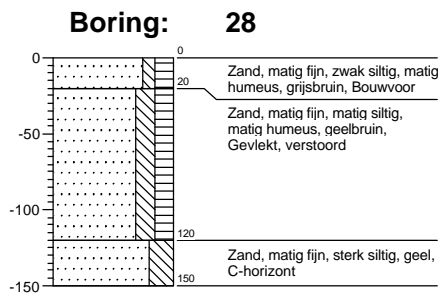 Boring: 28
0
0
Zand, matig fijn, zwak siltig, matig
humeus, grijsbruin, Bouwvoor
20
Zand, matig fijn, matig siltig,
matig humeus, geelbruin,
Gevlekt, verstoord
-50
-100
120
Zand, matig fijn, sterk siltig, geel,
C-horizont
-150
150